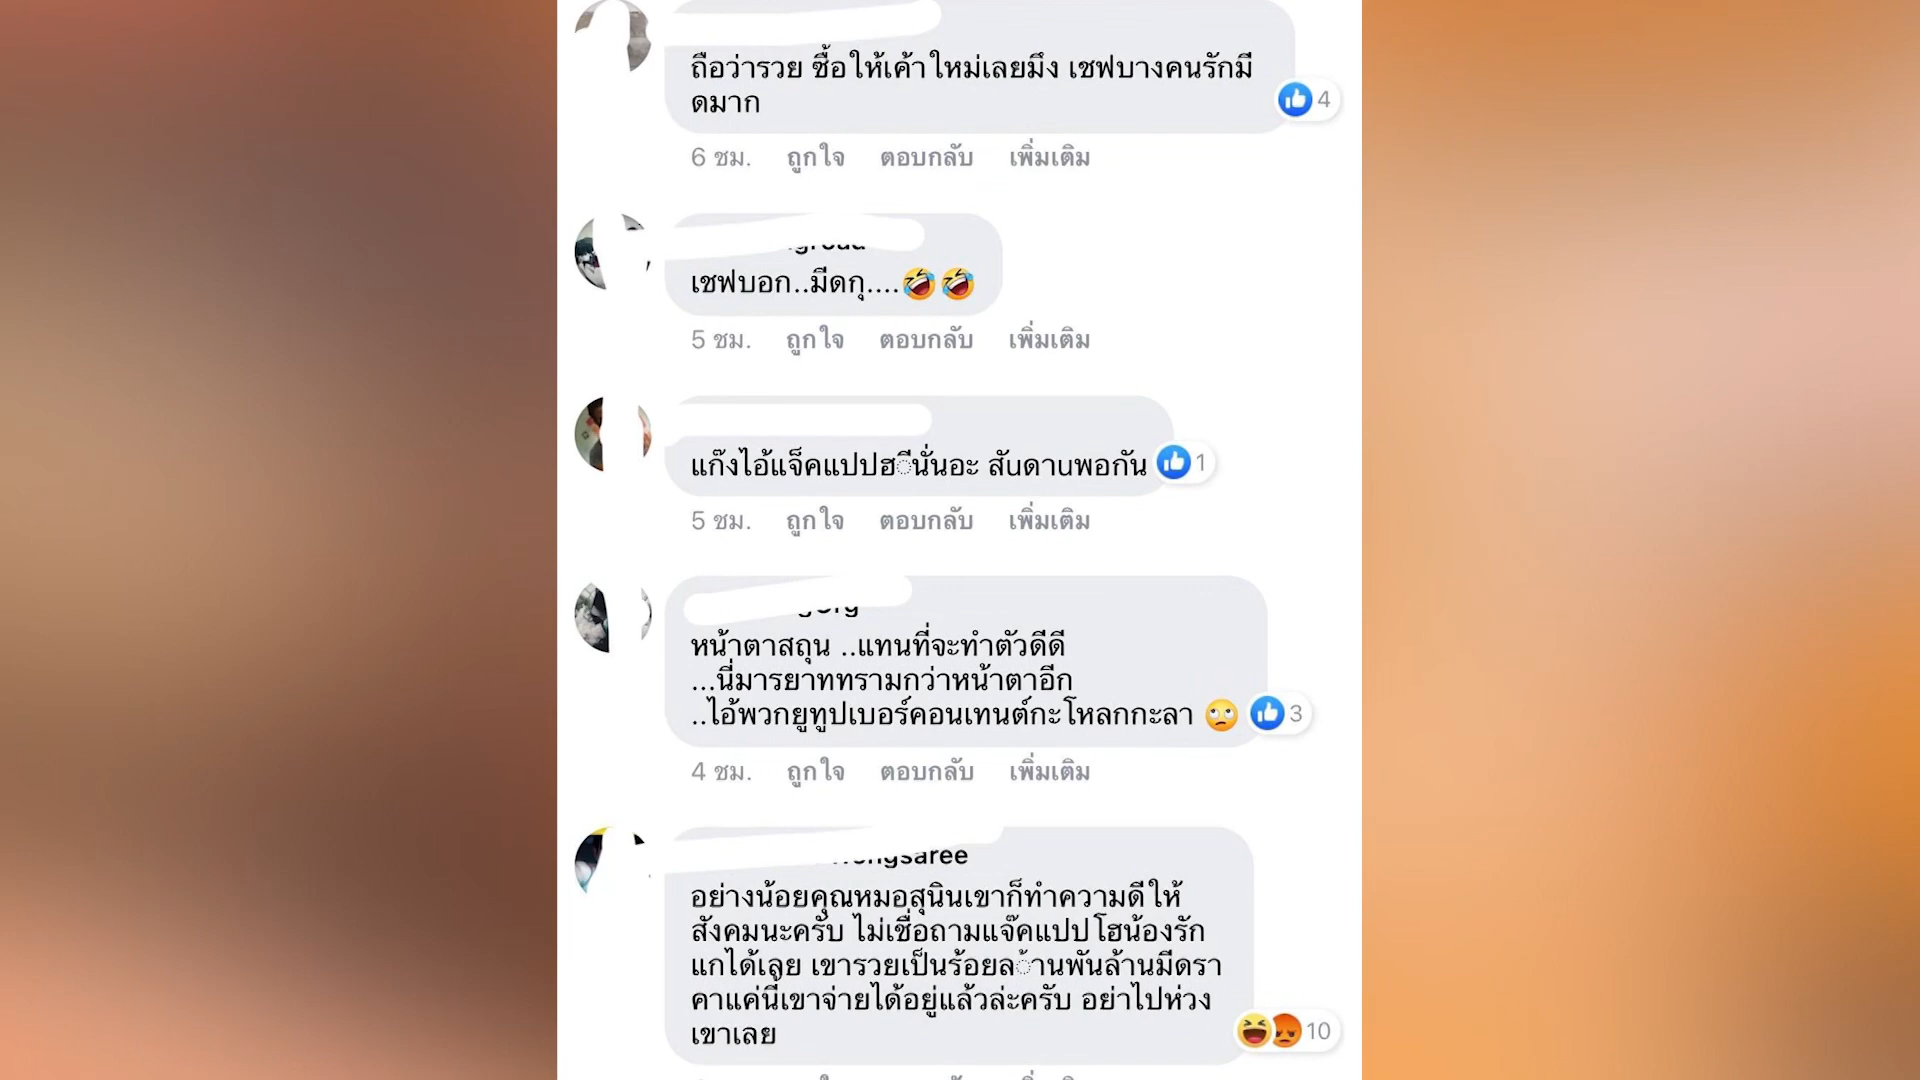 ถือว่ารวย ซื้อให้เค้าใหม่เลยมึง เชฟบางคนรักมี
ดมาก
4
6 ชม. ถูกใจ ตอบกลับ เพิ่มเติม
เชฟบอก..มีดกุ....🤣🤣
5 ชม. ถูกใจ ตอบกลับ เพิ่มเติม
แก๊งไอ้แจ็คแปปฮ ีนั่นอะ สัuดาuพอกัน
1
5 ชม. ถูกใจ ตอบกลับ เพิ่มเติม
หน้าตาสถุน ..แทนที่จะทำตัวดีดี
...นี่มารยาททรามกว่าหน้าตาอีก
..ไอ้พวกยูทูปเบอร์คอนเทนต์กะโหลกกะลา 🙄
3
4 ชม. ถูกใจ ตอบกลับ เพิ่มเติม
อย่างน้อยคุณหมอสุนินเขาก็ทำความดีให้
สังคมนะครับ ไม่เชื่อถามแจ๊คแปปโฮน้องรัก
แกได้เลย เขารวยเป็นร้อยล ้านพันล้านมีดรา
คาแค่นี้เขาจ่ายได้อยู่แล้วล่ะครับ อย่าไปห่วง
เขาเลย
10